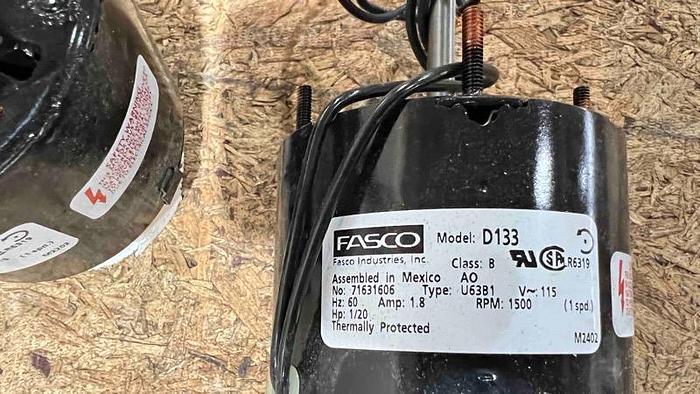 FASCO Model: D133
Fasco Industries, Inc. Class: B LR6319
Assembled in Mexico AO
No: 71631606 Type: U63B1 V~: 115
Hz: 60 Amp: 1.8 RPM: 1500 (1 spd.)
Hp: 1/20
Thermally Protected
M2402